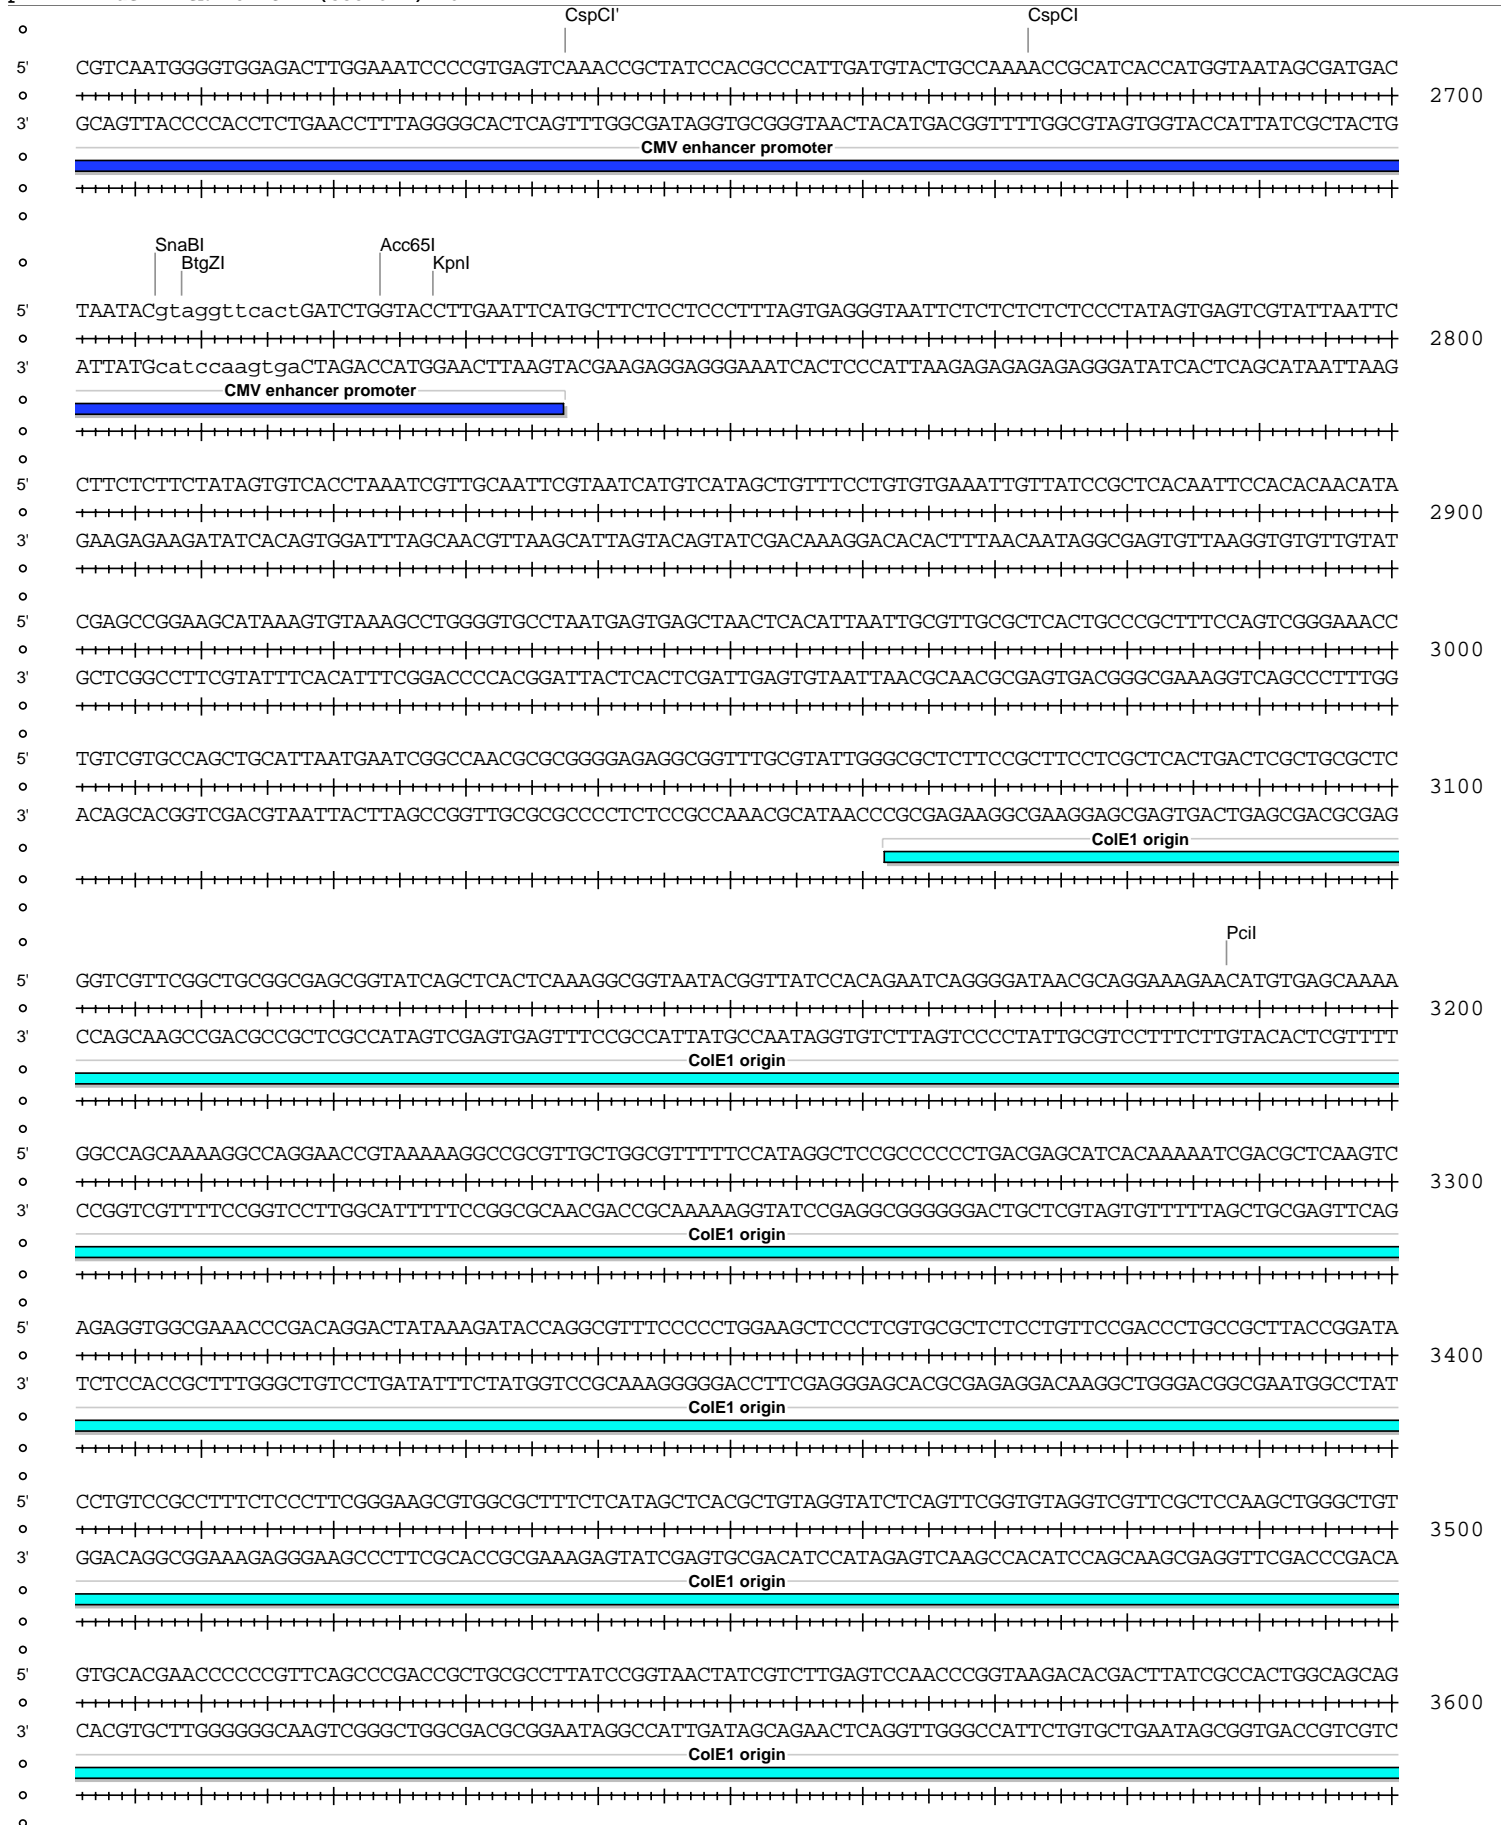 CspCI' CspCI
5' CGTCAATGGGGTGGAGACTTGGAAATCCCCGTGAGTCAAACCGCTATCCACGCCCATTGATGTACTGCCAAAACCGCATCACCATGGTAATAGCGATGAC
2700
3' GCAGTTACCCCACCTCTGAACCTTTAGGGGCACTCAGTTTGGCGATAGGTGCGGGTAACTACATGACGGTTTTGGCGTAGTGGTACCATTATCGCTACTG
CMV enhancer promoter
SnaBI Acc65I
BtgZI KpnI
5' TAATACGgtaggttcactGATCTGGTACCTTGAATTCATGCTTCTCCTCCCTTTAGTGAGGGTAATTCTCTCTCTCTCCCTATAGTGAGTCGTATTAATTC
2800
3' ATTATGcatccaagtgaCTAGACCATGGAACTTAAGTACGAAGAGGAGGGAAATCACTCCCATTAAGAGAGAGAGAGGGATATCACTCAGCATAATTAAG
CMV enhancer promoter
5' CTTCTCTTCTATAGTGTCACCTAAATCGTTGCAATTCGTAATCATGTCATAGCTGTTTCCTGTGTGAAATTGTTATCCGCTCACAATTCCACACAACATA
2900
3' GAAGAGAAGATATCACAGTGGATTTAGCAACGTTAAGCATTAGTACAGTATCGACAAAGGACACACTTTAACAATAGGCGAGTGTTAAGGTGTGTTGTAT
5' CGAGCCGGAAGCATAAAGTGTAAAGCCTGGGGTGCCTAATGAGTGAGCTAACTCACATTAATTGCGTTGCGCTCACTGCCCGCTTTCCAGTCGGGAAACC
3000
3' GCTCGGCCTTCGTATTTCACATTTCGGACCCCACGGATTACTCACTCGATTGAGTGTAATTAACGCAACGCGAGTGACGGGCGAAAGGTCAGCCCTTTGG
5' TGTCGTGCCAGCTGCATTAATGAATCGGCCAACGCGCGGGGAGAGGCGGTTTGCGTATTGGGCGCTCTTCCGCTTCCTCGCTCACTGACTCGCTGCGCTC
3100
3' ACAGCACGGTCGACGTAATTACTTAGCCGGTTGCGCGCCCCTCTCCGCCAAACGCATAACCCGCGAGAAGGCGAAGGAGCGAGTGACTGAGCGACGCGAG
ColE1 origin
PciI
5' GGTCGTTCGGCTGCGGCGAGCGGTATCAGCTCACTCAAAGGCGGTAATACGGTTATCCACAGAATCAGGGGATAACGCAGGAAAGAACATGTGAGCAAAA
3200
3' CCAGCAAGCCGACGCCGCTCGCCATAGTCGAGTGAGTTTCCGCCATTATGCCAATAGGTGTCTTAGTCCCCTATTGCGTCCTTTCTTGTACACTCGTTTT
ColE1 origin
5' GGCCAGCAAAAGGCCAGGAACCGTAAAAAGGCCGCGTTGCTGGCGTTTTTCCATAGGCTCCGCCCCCCTGACGAGCATCACAAAAATCGACGCTCAAGTC
3300
3' CCGGTCGTTTTCCGGTCCTTGGCATTTTTCCGGCGCAACGACCGCAAAAAGGTATCCGAGGCGGGGGGACTGCTCGTAGTGTTTTTAGCTGCGAGTTCAG
ColE1 origin
5' AGAGGTGGCGAAACCCGACAGGACTATAAAGATACCAGGCGTTTCCCCCTGGAAGCTCCCTCGTGCGCTCTCCTGTTCCGACCCTGCCGCTTACCGGATA
3400
3' TCTCCACCGCTTTGGGCTGTCCTGATATTTCTATGGTCCGCAAAGGGGGACCTTCGAGGGAGCACGCGAGAGGACAAGGCTGGGACGGCGAATGGCCTAT
ColE1 origin
5' CCTGTCCGCCTTTCTCCCTTCGGGAAGCGTGGCGCTTTCTCATAGCTCACGCTGTAGGTATCTCAGTTCGGTGTAGGTCGTTCGCTCCAAGCTGGGCTGT
3500
3' GGACAGGCGGAAAGAGGGAAGCCCTTCGCACCGCGAAAGAGTATCGAGTGCGACATCCATAGAGTCAAGCCACATCCAGCAAGCGAGGTTCGACCCGACA
ColE1 origin
5' GTGCACGAACCCCCCGTTCAGCCCGACCGCTGCGCCTTATCCGGTAACTATCGTCTTGAGTCCAACCCGGTAAGACACGACTTATCGCCACTGGCAGCAG
3600
3' CACGTGCTTGGGGGGCAAGTCGGGCTGGCGACGCGGAATAGGCCATTGATAGCAGAACTCAGGTTGGGCCATTCTGTGCTGAATAGCGGTGACCGTCGTC
ColE1 origin